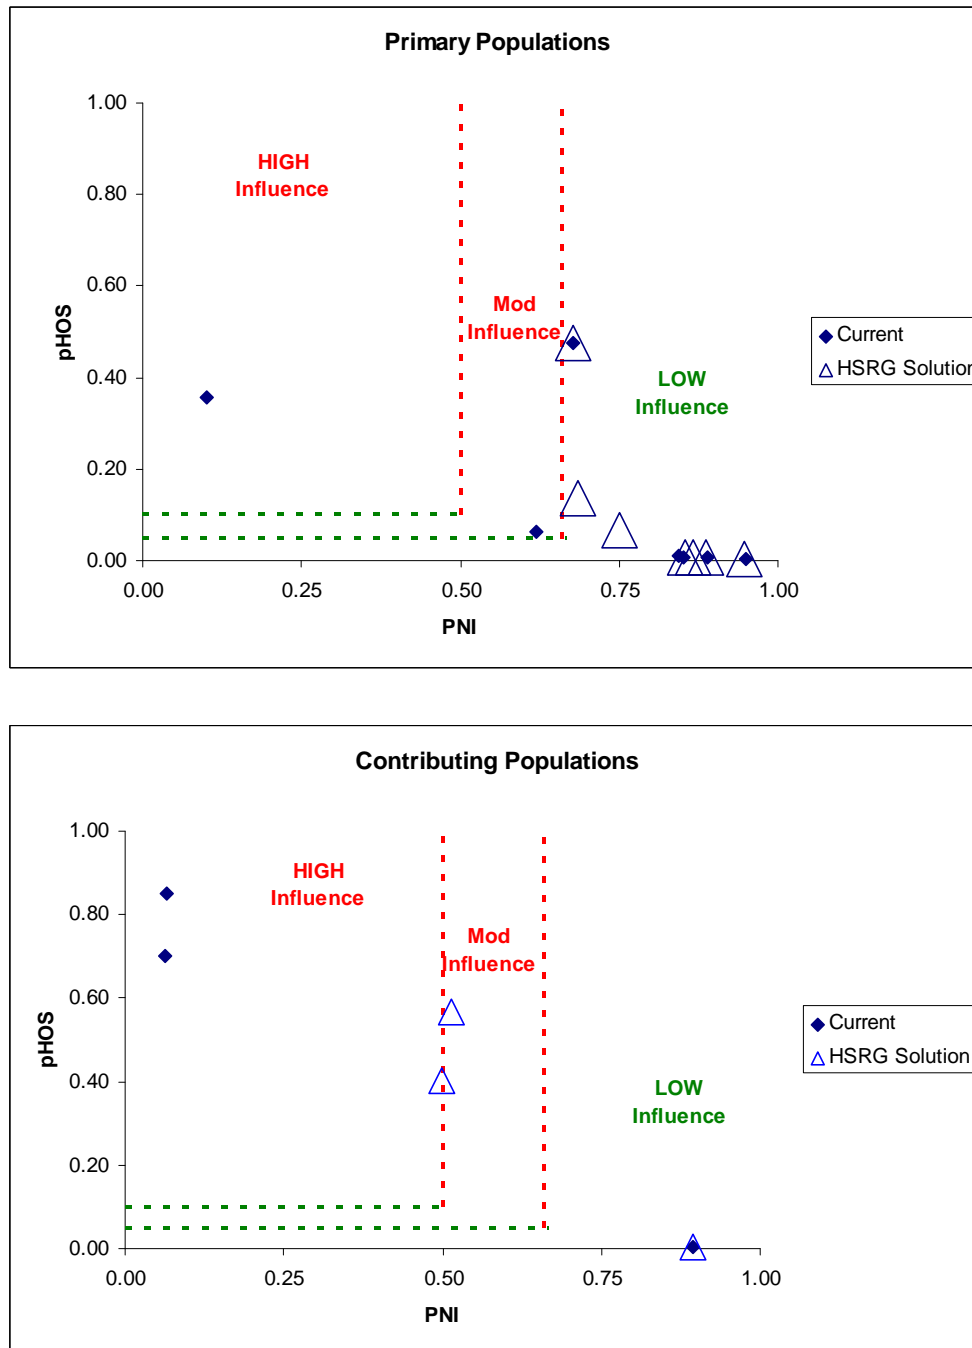 Primary Populations
1.00
0.80
0.60
0.40
0.20
0.00
pHOS
HIGH
Influence
Mod
Influence
LOW
Influence
0.00 0.25 0.50 0.75 1.00
PNI
Current
HSRG Solution
Contributing Populations
1.00
0.80
0.60
0.40
0.20
0.00
pHOS
HIGH
Influence
Mod
Influence
LOW
Influence
0.00 0.25 0.50 0.75 1.00
PNI
Current
HSRG Solution